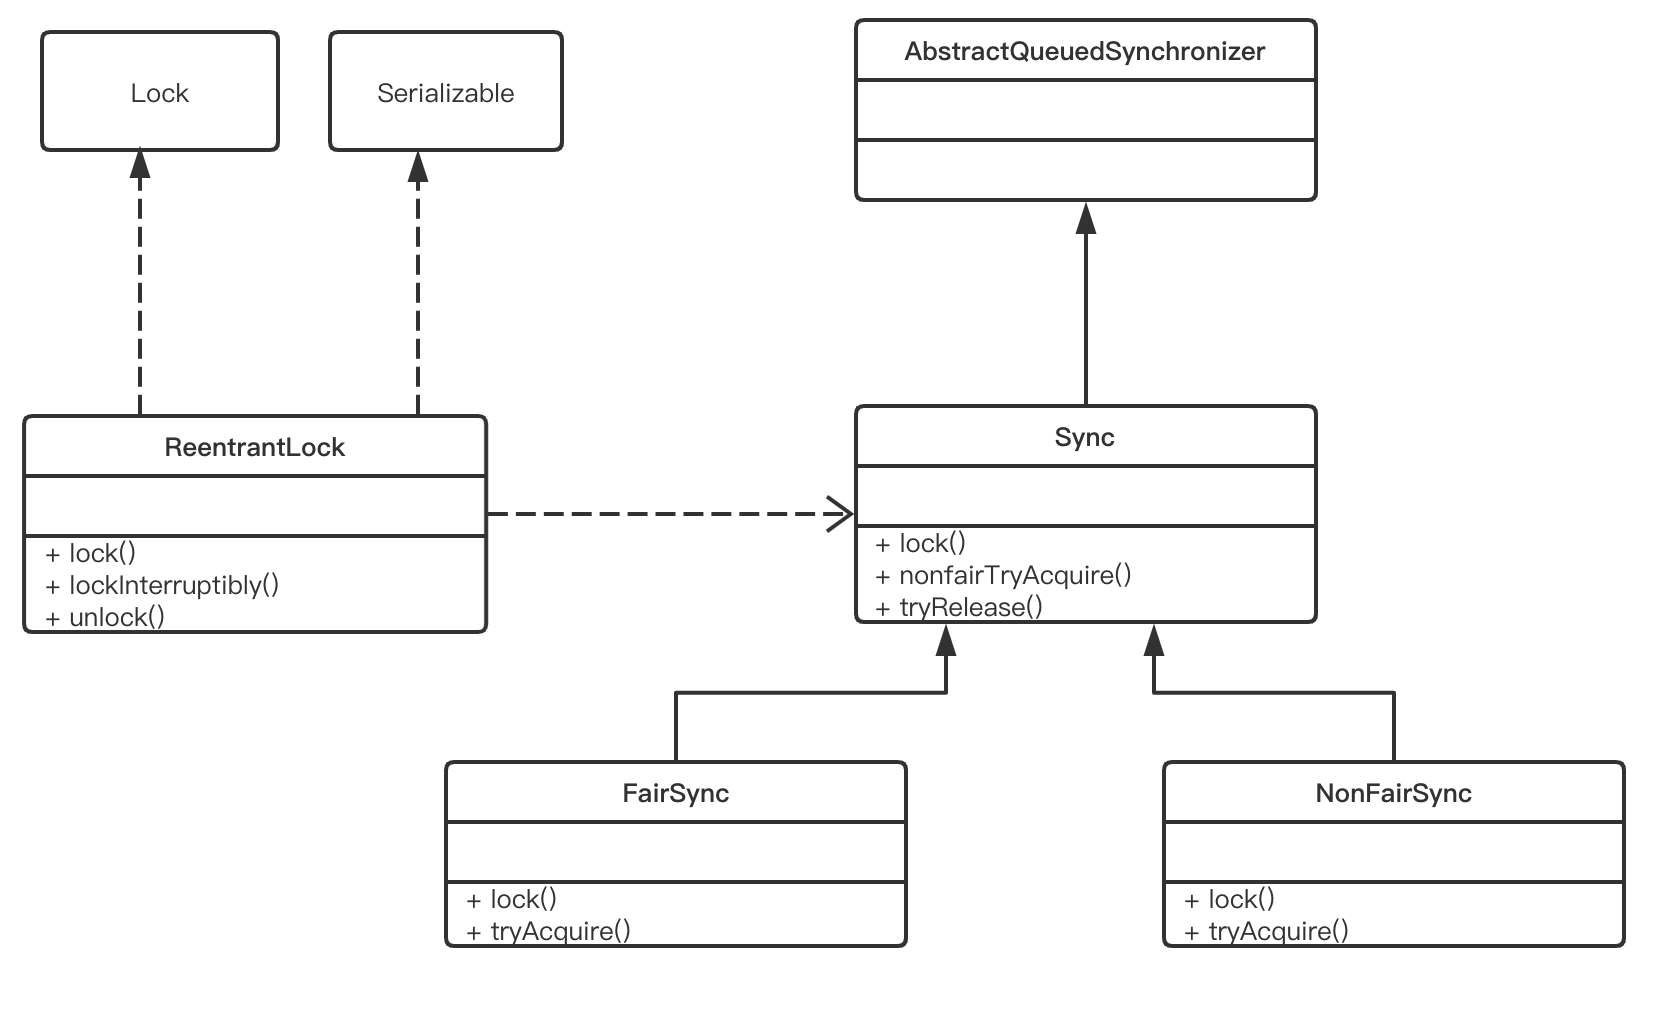 Lock
Serializable
AbstractQueuedSynchronizer
ReentrantLock
+ lock()
+ lockInterruptibly()
+ unlock()
Sync
+ lock()
+ nonfairTryAcquire()
+ tryRelease()
FairSync
+ lock()
+ tryAcquire()
NonFairSync
+ lock()
+ tryAcquire()